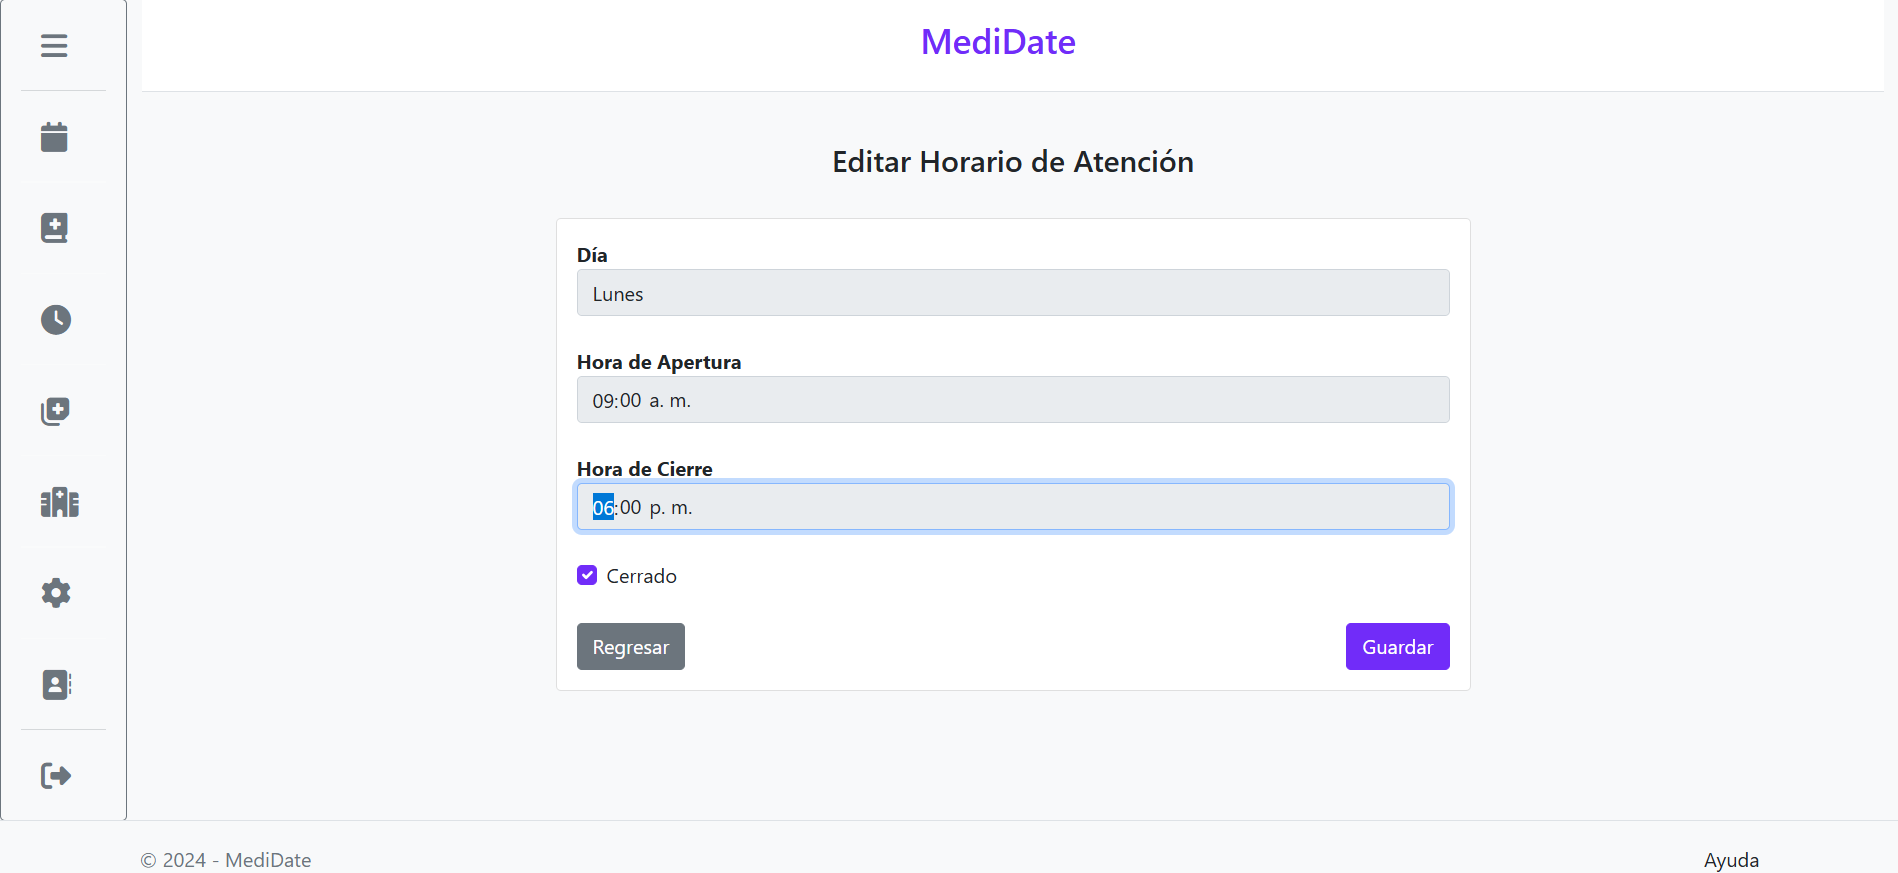 MediDate
Editar Horario de Atención
Día
Lunes
Hora de Apertura
09:00 a. m.
Hora de Cierre
06:00 p. m.
Cerrado
Regresar
Guardar
© 2024 - MediDate
Ayuda